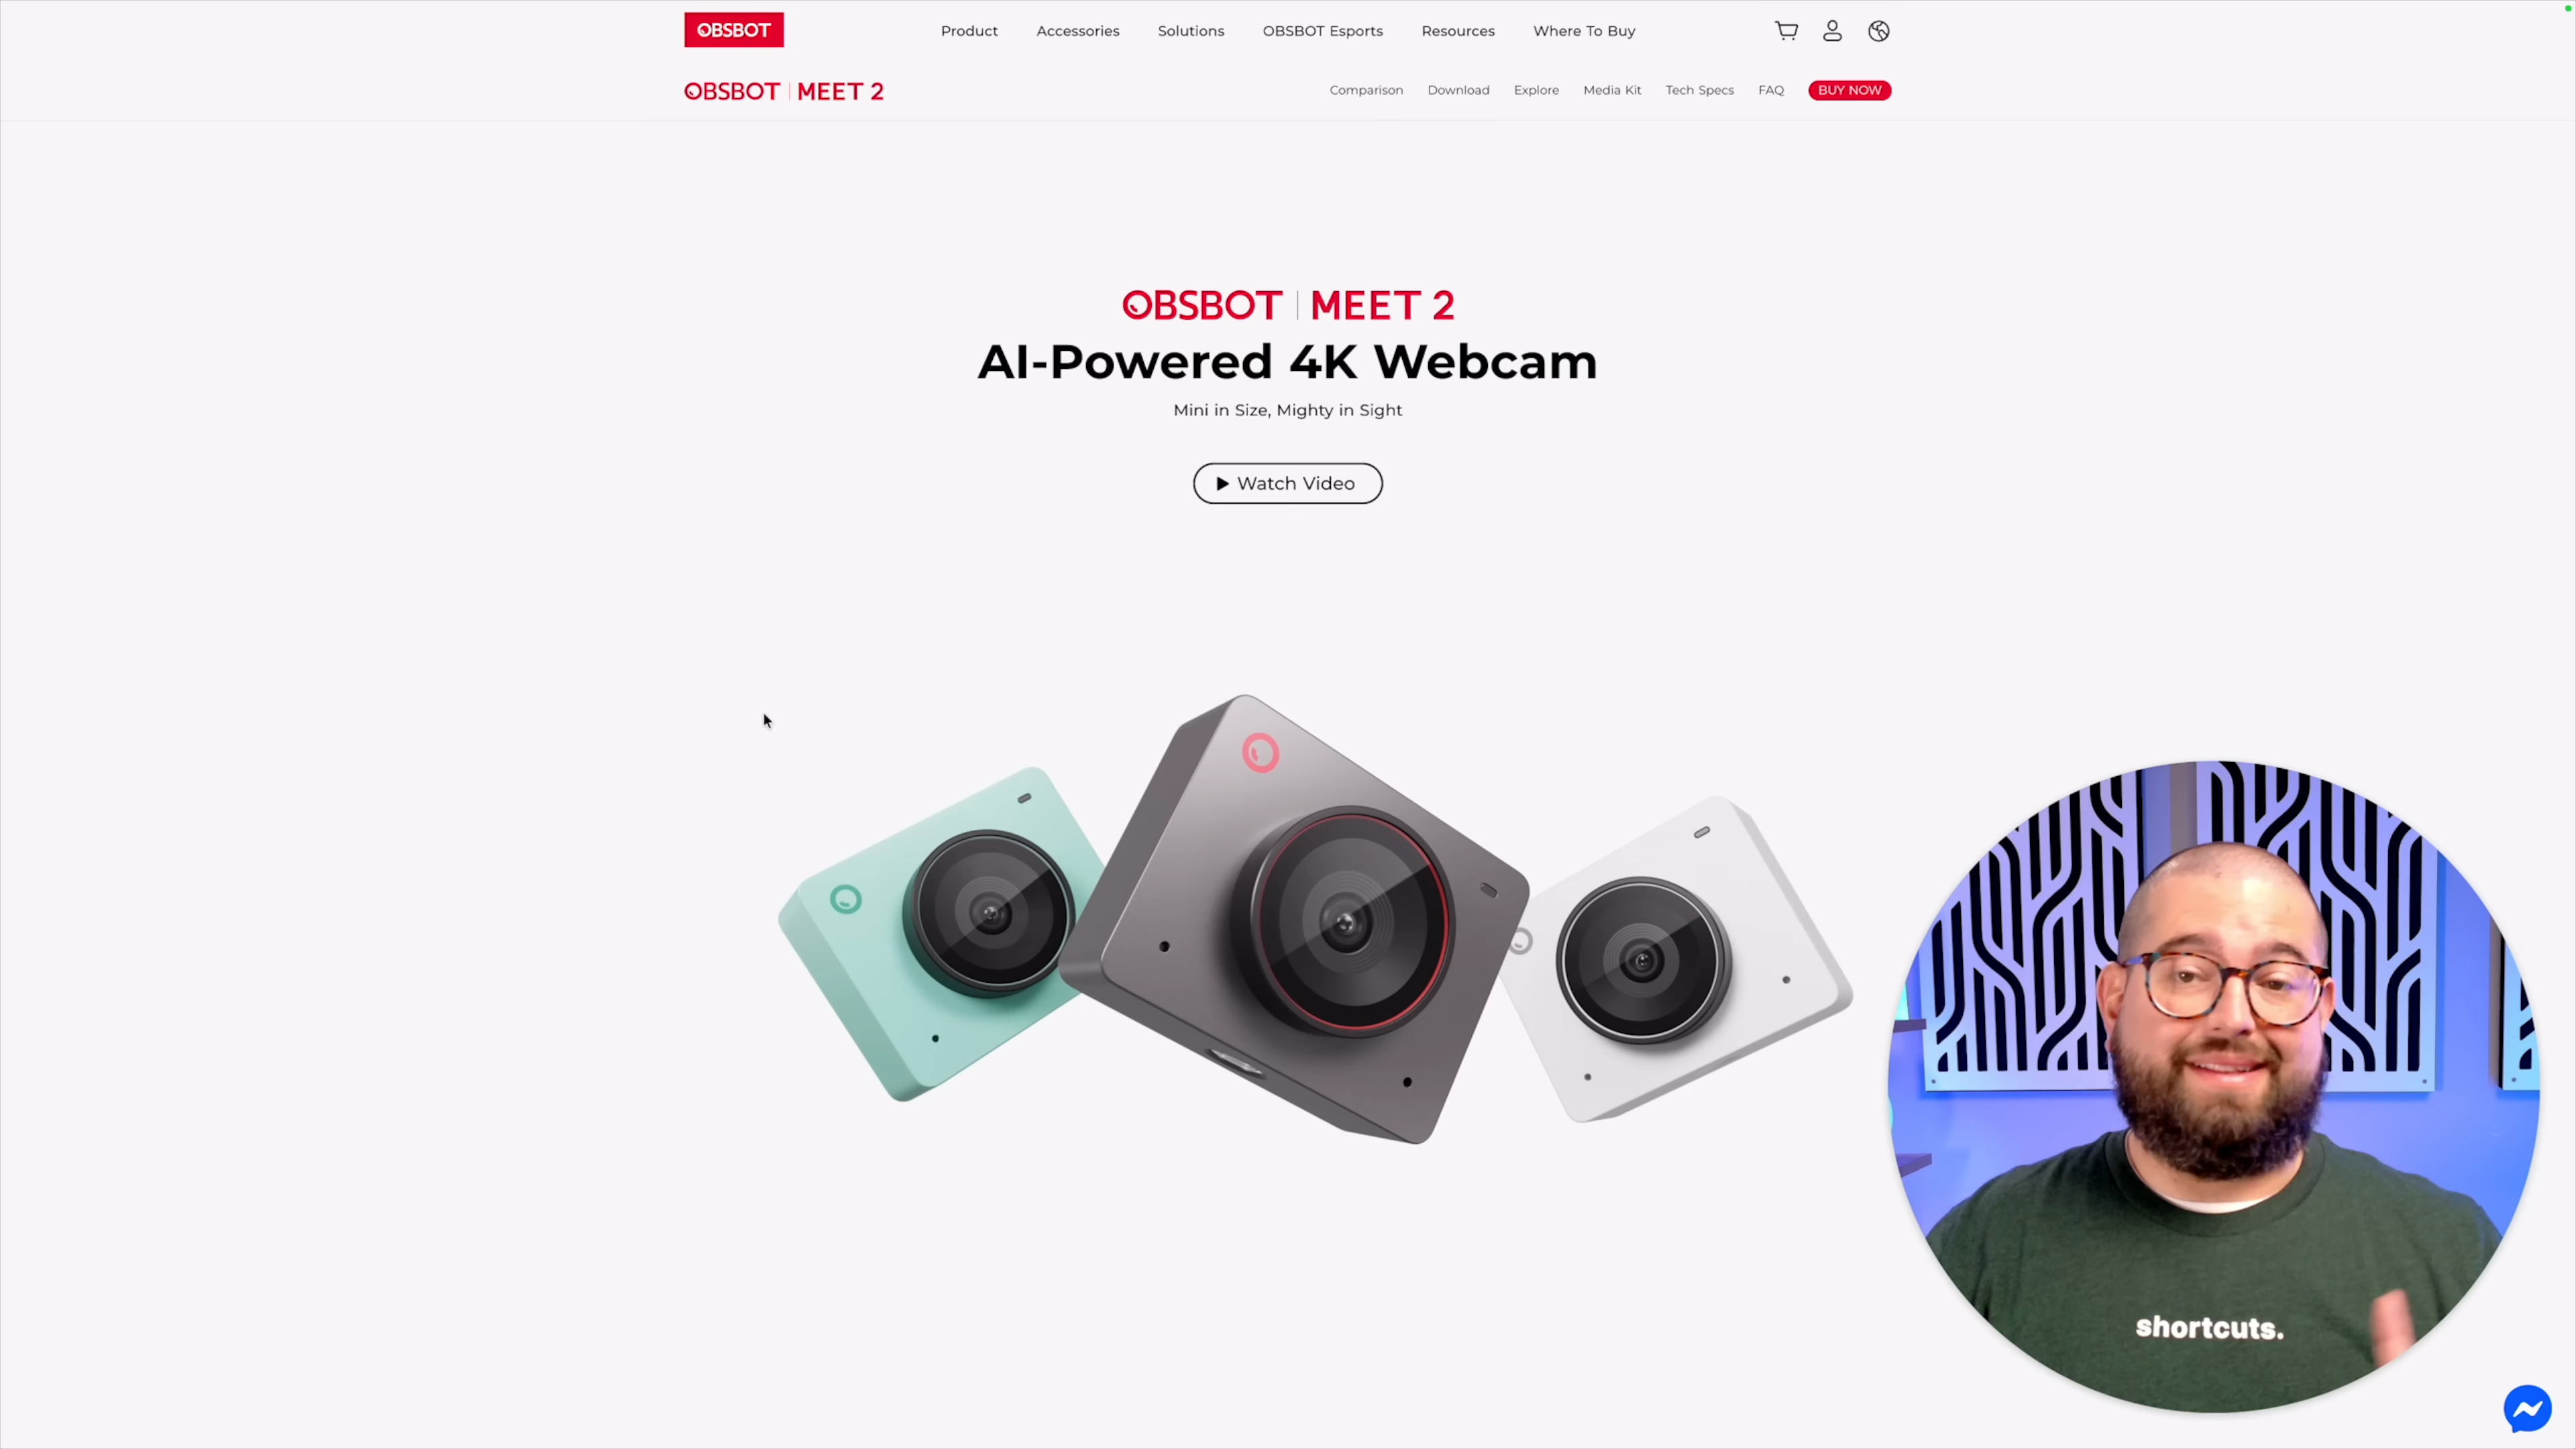 OBSBOT
Product
Accessories
Solutions
OBSBOT Esports
Resources
Where To Buy
OBSBOT | MEET 2
Comparison
Download
Explore
Media Kit
Tech Specs
FAQ
BUY NOW
OBSBOT | MEET 2
AI-Powered 4K Webcam
Mini in Size, Mighty in Sight
Watch Video
shortcuts.